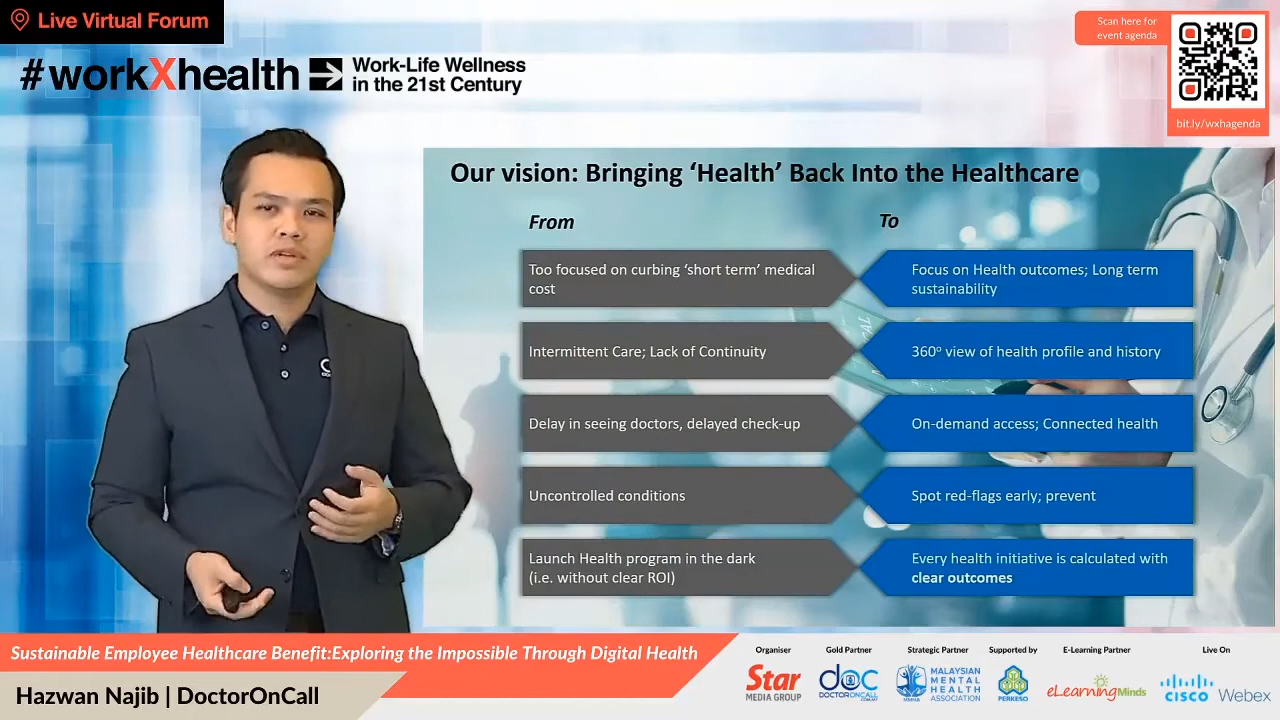 Live Virtual Forum
#workXhealth
Work-Life Wellness
in the 21st Century
Scan here for
event agenda
bit.ly/wxhagenda
Our vision: Bringing ‘Health’ Back Into the Healthcare
From
To
Too focused on curbing ‘short term’ medical
cost
Focus on Health outcomes; Long term
sustainability
Intermittent Care; Lack of Continuity
360º view of health profile and history
Delay in seeing doctors, delayed check-up
On-demand access; Connected health
Uncontrolled conditions
Spot red-flags early; prevent
Launch Health program in the dark
(i.e. without clear ROI)
Every health initiative is calculated with
clear outcomes
Sustainable Employee Healthcare Benefit:Exploring the Impossible Through Digital Health
Hazwan Najib | DoctorOnCall
Organiser
Star
MEDIA GROUP
Gold Partner
doc
DOCTORONCALL
Strategic Partner
MALAYSIAN
MENTAL
HEALTH
ASSOCIATION
Supported by
PERKESO
E-Learning Partner
eLearningMinds
Live On
CISCO Webex